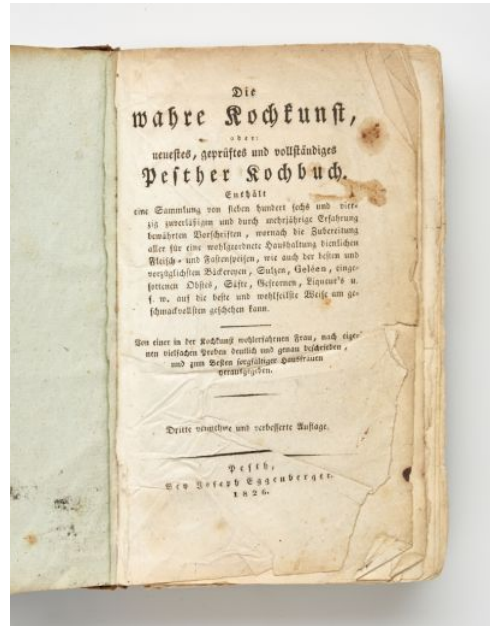 Die
wahre Kochkunst,
oder:
neuestes, geprüftes und vollständiges
Pesther Kochbuch.
Enthält
eine Sammlung von sieben hundert sechs und vier-
zig zuverläßigen und durch mehrjährige Erfahrung
bewährten Vorschriften, wornach die Zubereitung
aller für eine wohlgeordnete Haushaltung dienlichen
Fleisch- und Fastenspeisen, wie auch der besten und
vorzüglichsten Bäckereyen, Sulzen, Geléen, einge-
sottenen Obstes, Säfte, Gefrornen, Liqueur's u.
s. w. auf die beste und wohlfeilste Weise am ge-
schmackvollsten geschehen kann.
Von einer in der Kochkunst wohlerfahrnen Frau, nach eige-
nen vielfachen Proben deutlich und genau beschrieben,
und zum Besten sorgfältiger Hausfrauen
herausgegeben.
Dritte vermehrte und verbesserte Auflage.
Pesth,
Bey Joseph Eggenberger.
1826.